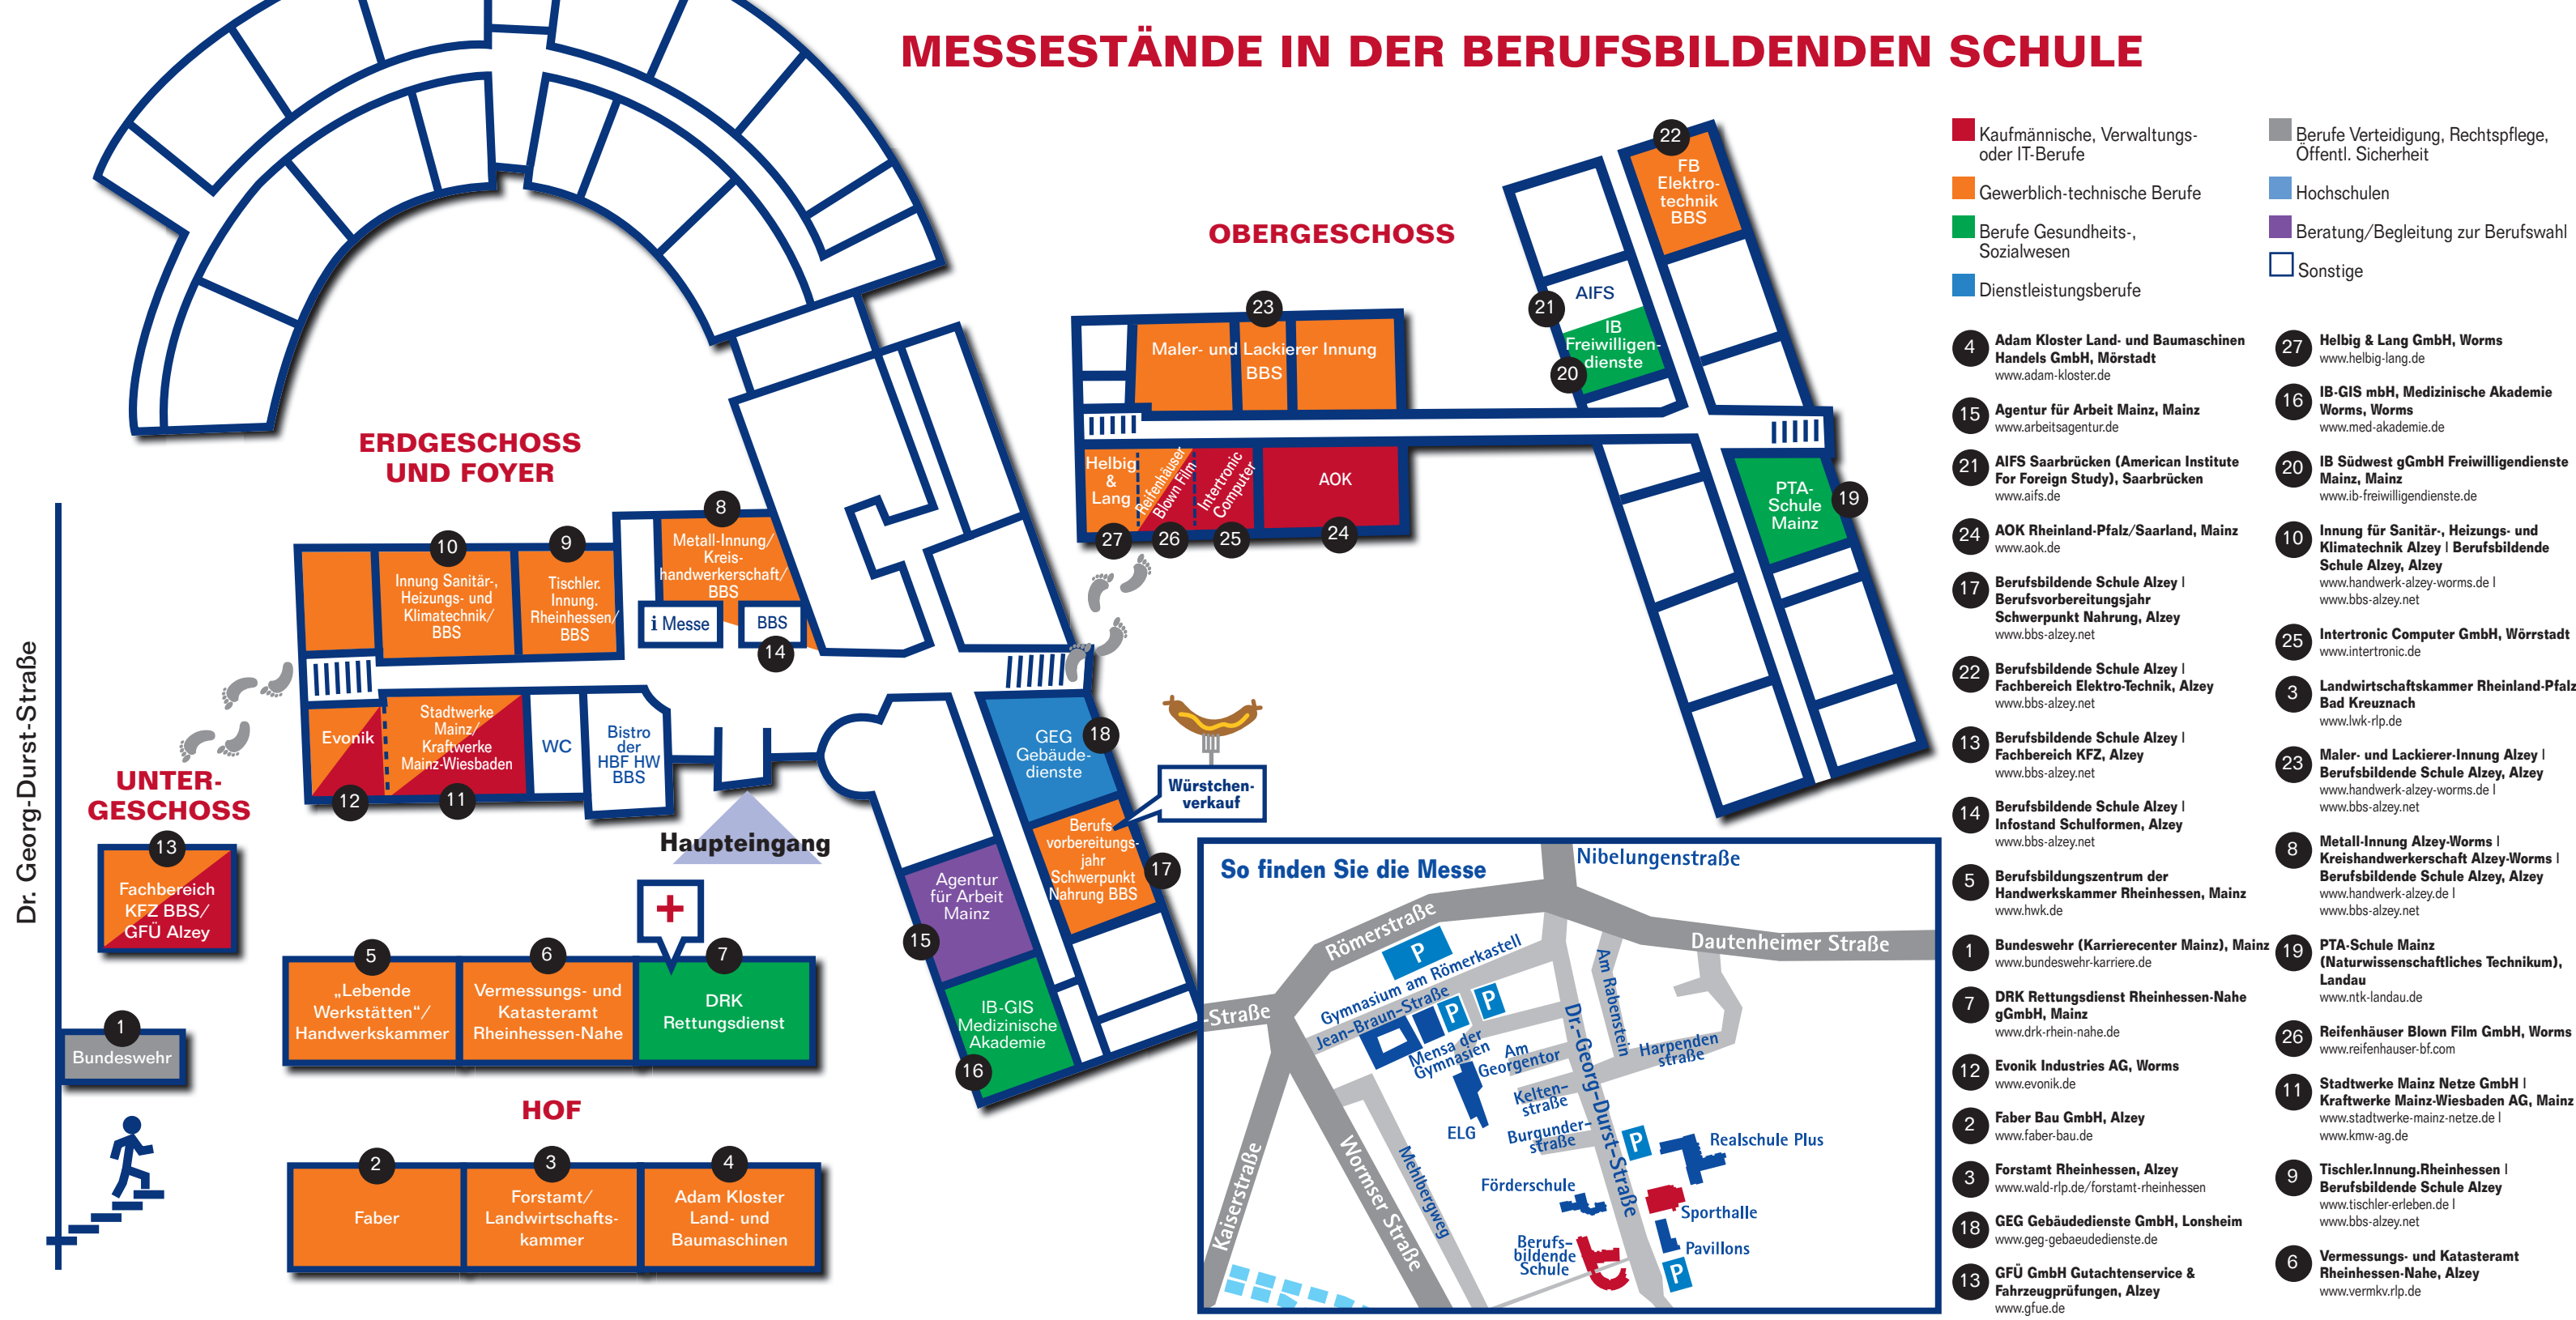 MESSESTÄNDE IN DER BERUFSBILDENDEN SCHULE
Kaufmännische, Verwaltungs-
oder IT-Berufe
Gewerblich-technische Berufe
Berufe Gesundheits-,
Sozialwesen
Dienstleistungsberufe
Berufe Verteidigung, Rechtspflege,
Öffentl. Sicherheit
Hochschulen
Beratung/Begleitung zur Berufswahl
Sonstige
OBERGESCHOSS
22
FB
Elektro-
technik
BBS
21
AIFS
IB
Freiwilligen-
dienste
20
23
Maler- und Lackierer Innung
BBS
Helbig
&
Lang
Reifenhäuser
Blown Film
Intertronic
Computer
AOK
27
26
25
24
PTA-
Schule
Mainz
19
ERDGESCHOSS
UND FOYER
10
Innung Sanitär-,
Heizungs- und
Klimatechnik/
BBS
9
Tischler.
Innung.
Rheinhessen/
BBS
8
Metall-Innung/
Kreis-
handwerkerschaft/
BBS
i Messe
BBS
14
Evonik
12
Stadtwerke
Mainz/
Kraftwerke
Mainz-Wiesbaden
11
WC
Bistro
der
HBF HW
BBS
Haupteingang
GEG
Gebäude-
dienste
18
Würstchen-
verkauf
Berufs
vorbereitungs-
jahr
Schwerpunkt
Nahrung BBS
17
Agentur
für Arbeit
Mainz
15
IB-GIS
Medizinische
Akademie
16
Dr. Georg-Durst-Straße
UNTER-
GESCHOSS
13
Fachbereich
KFZ BBS/
GFÜ Alzey
1
Bundeswehr
5
„Lebende
Werkstätten“/
Handwerkskammer
6
Vermessungs- und
Katasteramt
Rheinhessen-Nahe
7
DRK
Rettungsdienst
HOF
2
Faber
3
Forstamt/
Landwirtschafts-
kammer
4
Adam Kloster
Land- und
Baumaschinen
So finden Sie die Messe
Nibelungenstraße
Römerstraße
Dautenheimer Straße
-Straße
P
Gymnasium am Römerkastell
Jean-Braun-Straße
P
P
Mensa der
Gymnasien
Am
Georgentor
Am Rabenstein
Harpenden
straße
Kelten-
straße
ELG
Burgunder-
straße
Dr.-Georg-Durst-Straße
P
Realschule Plus
Förderschule
Sporthalle
Pavillons
Berufs-
bildende
Schule
P
Kaiserstraße
Wormser Straße
Mehlbergweg
4
Adam Kloster Land- und Baumaschinen
Handels GmbH, Mörstadt
www.adam-kloster.de
15
Agentur für Arbeit Mainz, Mainz
www.arbeitsagentur.de
21
AIFS Saarbrücken (American Institute
For Foreign Study), Saarbrücken
www.aifs.de
24
AOK Rheinland-Pfalz/Saarland, Mainz
www.aok.de
17
Berufsbildende Schule Alzey |
Berufsvorbereitungsjahr
Schwerpunkt Nahrung, Alzey
www.bbs-alzey.net
22
Berufsbildende Schule Alzey |
Fachbereich Elektro-Technik, Alzey
www.bbs-alzey.net
13
Berufsbildende Schule Alzey |
Fachbereich KFZ, Alzey
www.bbs-alzey.net
14
Berufsbildende Schule Alzey |
Infostand Schulformen, Alzey
www.bbs-alzey.net
5
Berufsbildungszentrum der
Handwerkskammer Rheinhessen, Mainz
www.hwk.de
1
Bundeswehr (Karrierecenter Mainz), Mainz
www.bundeswehr-karriere.de
7
DRK Rettungsdienst Rheinhessen-Nahe
gGmbH, Mainz
www.drk-rhein-nahe.de
12
Evonik Industries AG, Worms
www.evonik.de
2
Faber Bau GmbH, Alzey
www.faber-bau.de
3
Forstamt Rheinhessen, Alzey
www.wald-rlp.de/forstamt-rheinhessen
18
GEG Gebäudedienste GmbH, Lonsheim
www.geg-gebaeudedienste.de
13
GFÜ GmbH Gutachtenservice &
Fahrzeugprüfungen, Alzey
www.gfue.de
27
Helbig & Lang GmbH, Worms
www.helbig-lang.de
16
IB-GIS mbH, Medizinische Akademie
Worms, Worms
www.med-akademie.de
20
IB Südwest gGmbH Freiwilligendienste
Mainz, Mainz
www.ib-freiwilligendienste.de
10
Innung für Sanitär-, Heizungs- und
Klimatechnik Alzey | Berufsbildende
Schule Alzey, Alzey
www.handwerk-alzey-worms.de |
www.bbs-alzey.net
25
Intertronic Computer GmbH, Wörrstadt
www.intertronic.de
3
Landwirtschaftskammer Rheinland-Pfalz
Bad Kreuznach
www.lwk-rlp.de
23
Maler- und Lackierer-Innung Alzey |
Berufsbildende Schule Alzey, Alzey
www.handwerk-alzey-worms.de |
www.bbs-alzey.net
8
Metall-Innung Alzey-Worms |
Kreishandwerkerschaft Alzey-Worms |
Berufsbildende Schule Alzey, Alzey
www.handwerk-alzey.de |
www.bbs-alzey.net
19
PTA-Schule Mainz
(Naturwissenschaftliches Technikum),
Landau
www.ntk-landau.de
26
Reifenhäuser Blown Film GmbH, Worms
www.reifenhauser-bf.com
11
Stadtwerke Mainz Netze GmbH |
Kraftwerke Mainz-Wiesbaden AG, Mainz
www.stadtwerke-mainz-netze.de |
www.kmw-ag.de
9
Tischler.Innung.Rheinhessen |
Berufsbildende Schule Alzey
www.tischler-erleben.de |
www.bbs-alzey.net
6
Vermessungs- und Katasteramt
Rheinhessen-Nahe, Alzey
www.vermkv.rlp.de